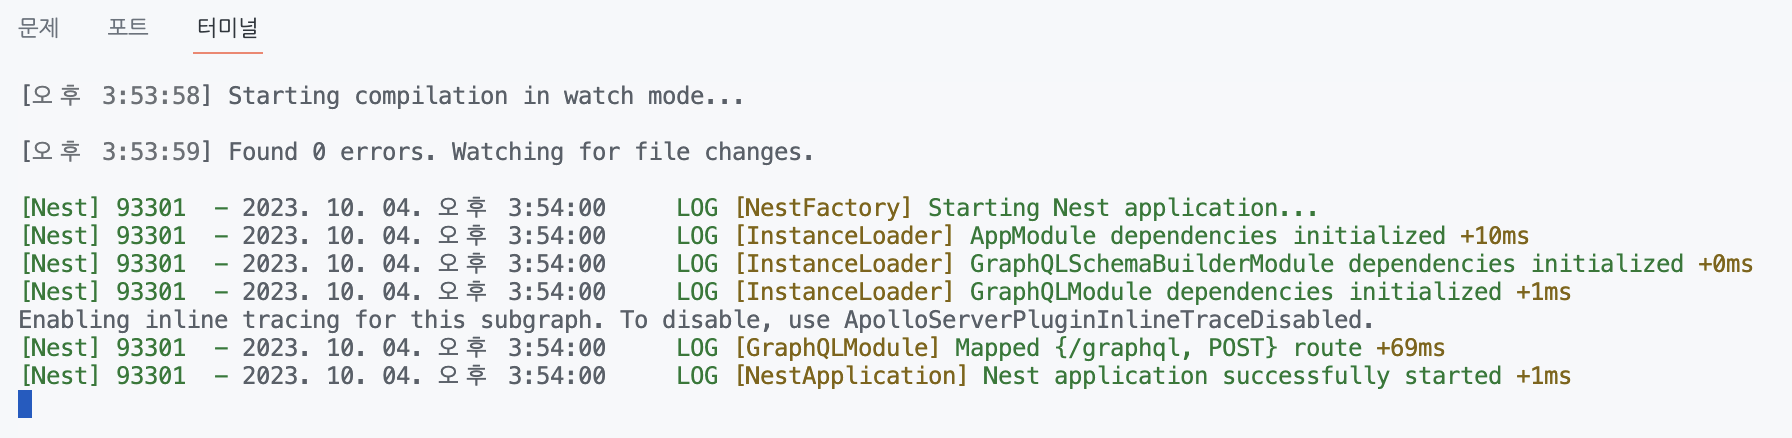 문제 포트 터미널
[오후 3:53:58] Starting compilation in watch mode...
[오후 3:53:59] Found 0 errors. Watching for file changes.
[Nest] 93301  - 2023. 10. 04. 오후 3:54:00     LOG [NestFactory] Starting Nest application...
[Nest] 93301  - 2023. 10. 04. 오후 3:54:00     LOG [InstanceLoader] AppModule dependencies initialized +10ms
[Nest] 93301  - 2023. 10. 04. 오후 3:54:00     LOG [InstanceLoader] GraphQLSchemaBuilderModule dependencies initialized +0ms
[Nest] 93301  - 2023. 10. 04. 오후 3:54:00     LOG [InstanceLoader] GraphQLModule dependencies initialized +1ms
Enabling inline tracing for this subgraph. To disable, use ApolloServerPluginInlineTraceDisabled.
[Nest] 93301  - 2023. 10. 04. 오후 3:54:00     LOG [GraphQLModule] Mapped {/graphql, POST} route +69ms
[Nest] 93301  - 2023. 10. 04. 오후 3:54:00     LOG [NestApplication] Nest application successfully started +1ms